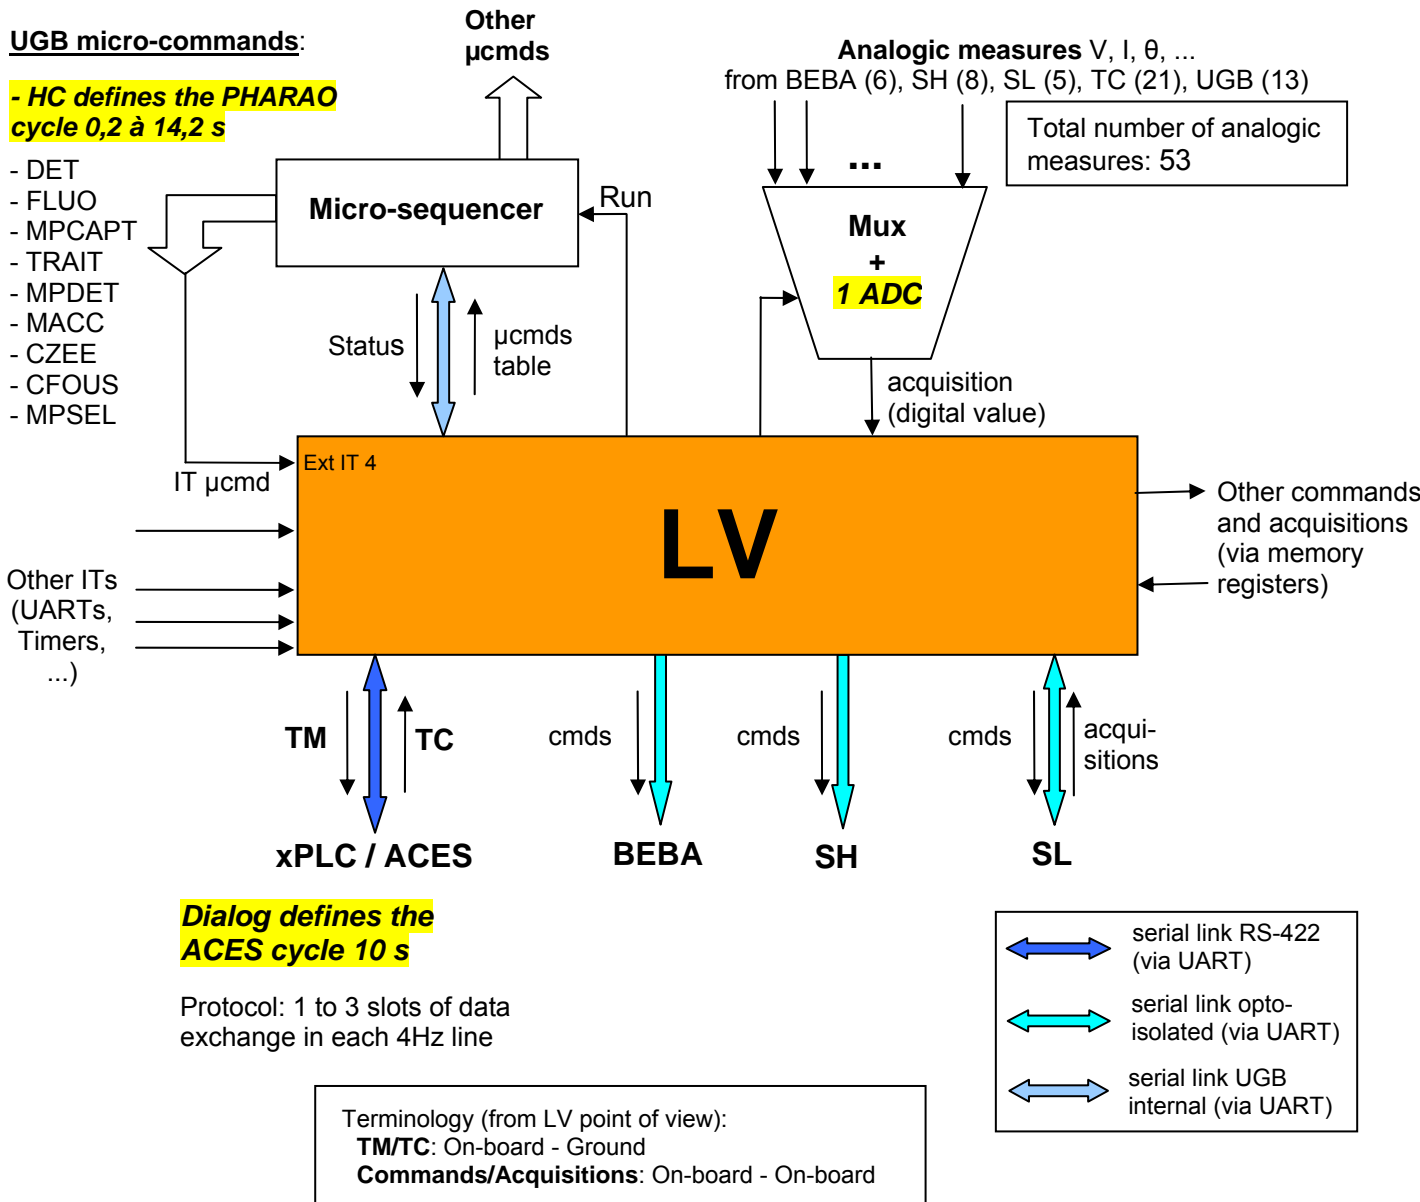 UGB micro-commands:
- HC defines the PHARAO
cycle 0,2 à 14,2 s
- DET
- FLUO
- MPCAPT
- TRAIT
- MPDET
- MACC
- CZEE
- CFOUS
- MPSEL
Other
µcmds
Analogic measures V, I, θ, ...
from BEBA (6), SH (8), SL (5), TC (21), UGB (13)
Total number of analogic
measures: 53
...
Micro-sequencer
Run
Mux
+
1 ADC
Status
µcmds
table
acquisition
(digital value)
IT µcmd
Ext IT 4
LV
Other commands
and acquisitions
(via memory
registers)
Other ITs
(UARTs,
Timers,
...)
TM
TC
cmds
cmds
cmds
acqui-
sitions
xPLC / ACES
BEBA
SH
SL
Dialog defines the
ACES cycle 10 s
Protocol: 1 to 3 slots of data
exchange in each 4Hz line
serial link RS-422
(via UART)
serial link opto-
isolated (via UART)
serial link UGB
internal (via UART)
Terminology (from LV point of view):
TM/TC: On-board - Ground
Commands/Acquisitions: On-board - On-board